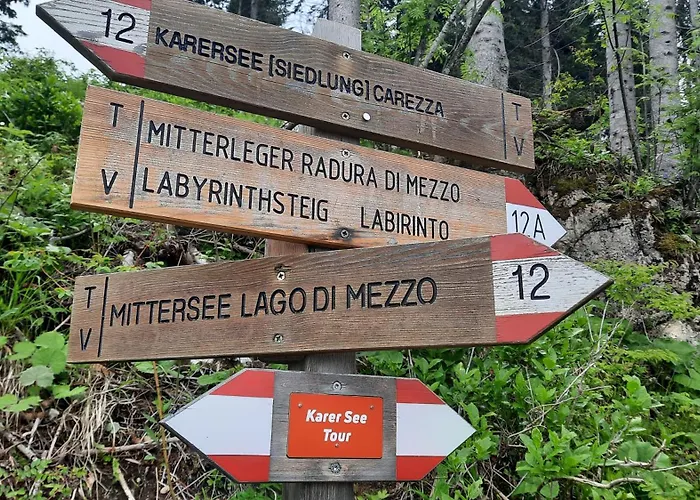 12
KARERSEE [SIEDLUNG] CAREZZA
T
V
T
V
MITTERLEGER RADURA DI MEZZO
LABYRINTHSTEIG LABIRINTO
12A
T
V
MITTERSEE LAGO DI MEZZO
12
Karer See
Tour